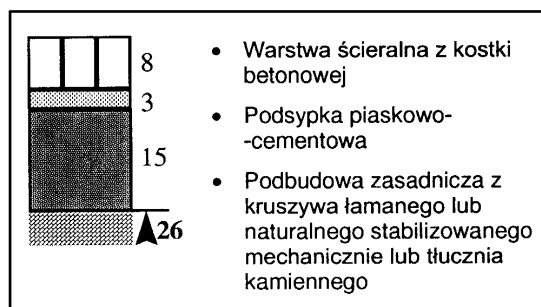 8
3
15
26
• Warstwa ścieralna z kostki
betonowej
• Podsypka piaskowo-
-cementowa
• Podbudowa zasadnicza z
kruszywa łamanego lub
naturalnego stabilizowanego
mechanicznie lub tłucznia
kamiennego